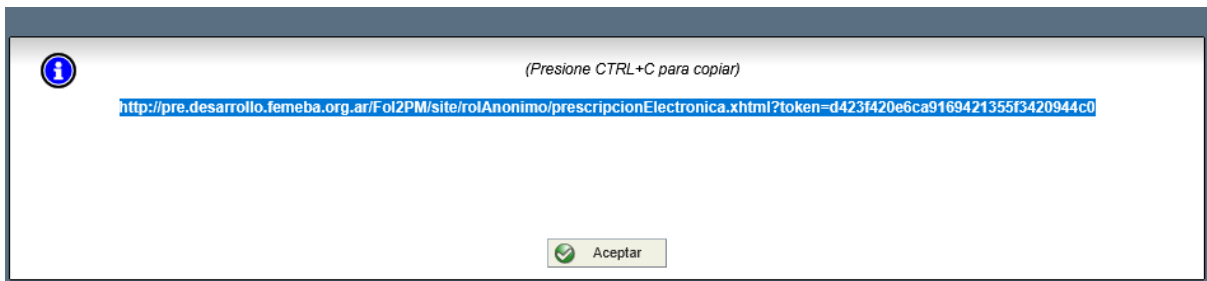 (Presione CTRL+C para copiar)
http://pre.desarrollo.femeba.org.ar/Fol2PM/site/rolAnonimo/prescripcionElectronica.xhtml?token=d423f420e6ca9169421355f3420944c0
Aceptar